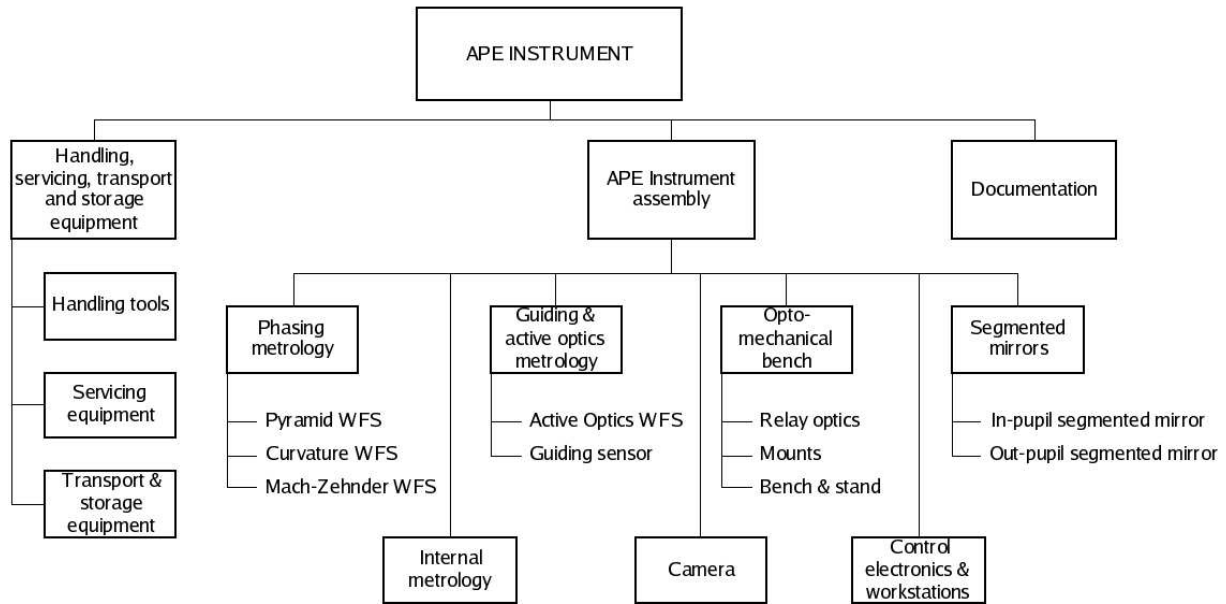 APE INSTRUMENT
Handling,
servicing, transport
and storage
equipment
APE Instrument
assembly
Documentation
Handling tools
Servicing
equipment
Transport &
storage
equipment
Phasing
metrology
Pyramid WFS
Curvature WFS
Mach-Zehnder WFS
Internal
metrology
Guiding &
active optics
metrology
Active Optics WFS
Guiding sensor
Camera
Opto-
mechanical
bench
Relay optics
Mounts
Bench & stand
Control
electronics &
workstations
Segmented
mirrors
In-pupil segmented mirror
Out-pupil segmented mirror